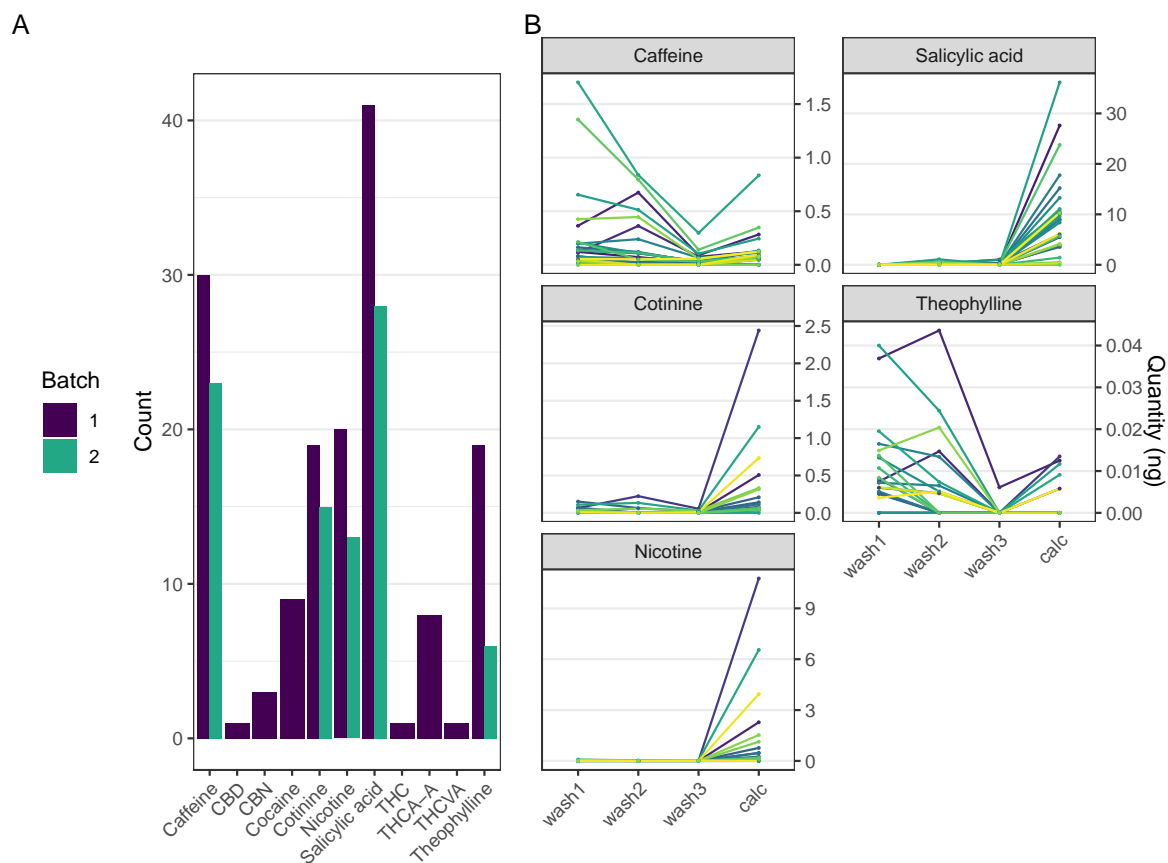 A
Batch
1
2
Count
40
30
20
10
0
Caffeine
CBD
CBN
Cocaine
Cotinine
Nicotine
Salicylic acid
THC
THCA−A
THCVA
Theophylline
B
Caffeine
1.5
1.0
0.5
0.0
Salicylic acid
30
20
10
0
Cotinine
2.5
2.0
1.5
1.0
0.5
0.0
Theophylline
0.04
0.03
0.02
0.01
0.00
wash1
wash2
wash3
calc
Quantity (ng)
Nicotine
9
6
3
0
wash1
wash2
wash3
calc